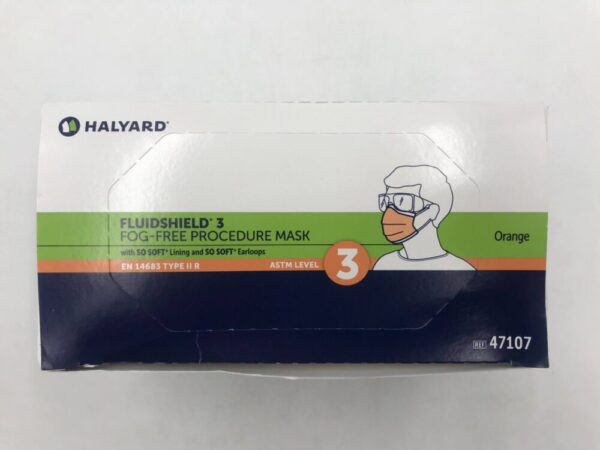 HALYARD*
FLUIDSHIELD* 3
FOG-FREE PROCEDURE MASK
with SO SOFT* Lining and SO SOFT* Earloops
EN 14683 TYPE II R
ASTM LEVEL
3
Orange
REF 47107